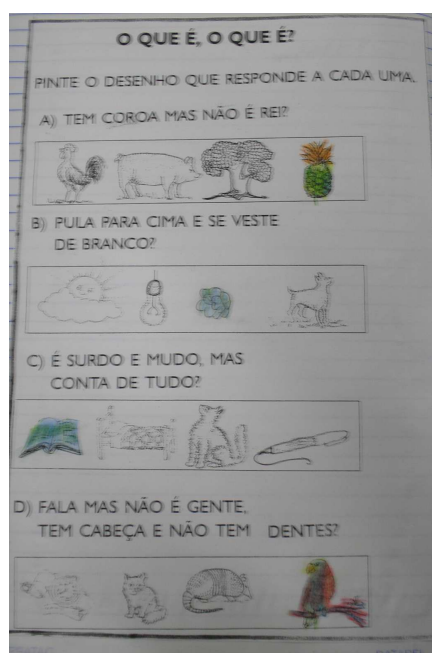 O QUE É, O QUE É?
PINTE O DESENHO QUE RESPONDE A CADA UMA.
A) TEM COROA MAS NÃO É REI?
B) PULA PARA CIMA E SE VESTE
DE BRANCO?
C) É SURDO E MUDO, MAS
CONTA DE TUDO?
D) FALA MAS NÃO É GENTE,
TEM CABEÇA E NÃO TEM DENTES?